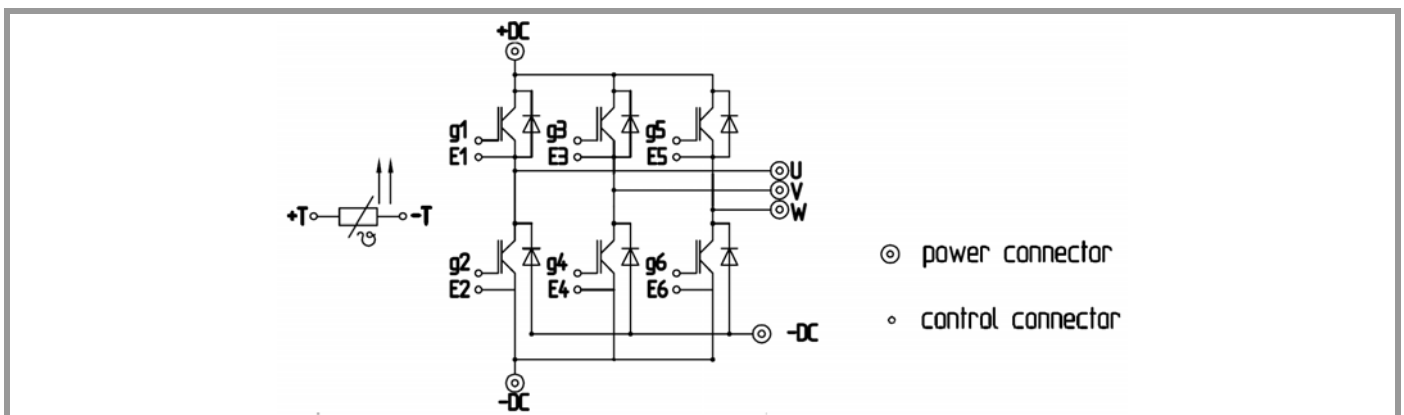 +DC
g1
g3
g5
E1
E3
E5
U
V
W
+T
-T
ϑ
g2
g4
g6
E2
E4
E6
-DC
-DC
power connector
control connector